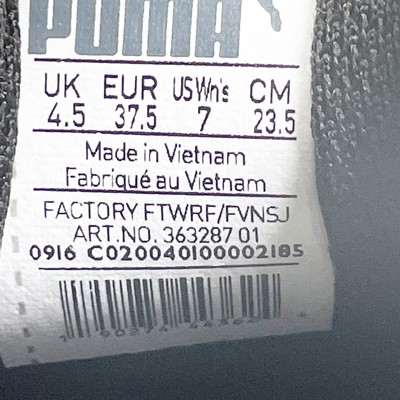 PUMA
UK EUR US Wn's CM
4.5 37.5 7 23.5
Made in Vietnam
Fabriqué au Vietnam
FACTORY FTWRF/FVNSJ
ART.NO. 363287 01
0916 C020040100002185